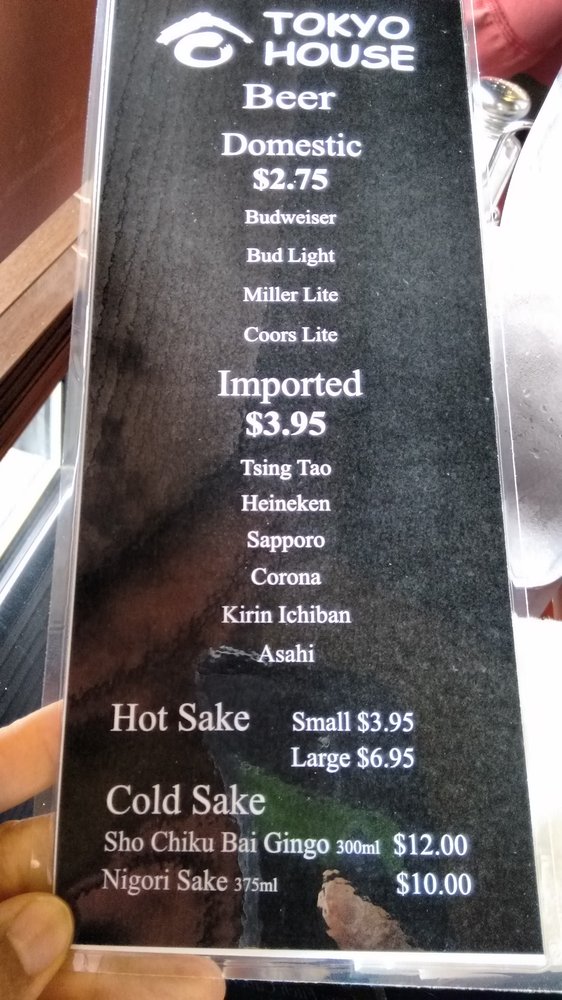 TOKYO
HOUSE
Beer
Domestic
$2.75
Budweiser
Bud Light
Miller Lite
Coors Lite
Imported
$3.95
Tsing Tao
Heineken
Sapporo
Corona
Kirin Ichiban
Asahi
Hot Sake Small $3.95
Large $6.95
Cold Sake
Sho Chiku Bai Gingo 300ml $12.00
Nigori Sake 375ml $10.00